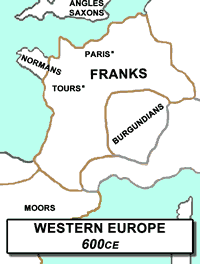 ANGLES
SAXONS
PARIS
NORMANS
FRANKS
TOURS
BURGUNDIANS
MOORS
WESTERN EUROPE
600CE